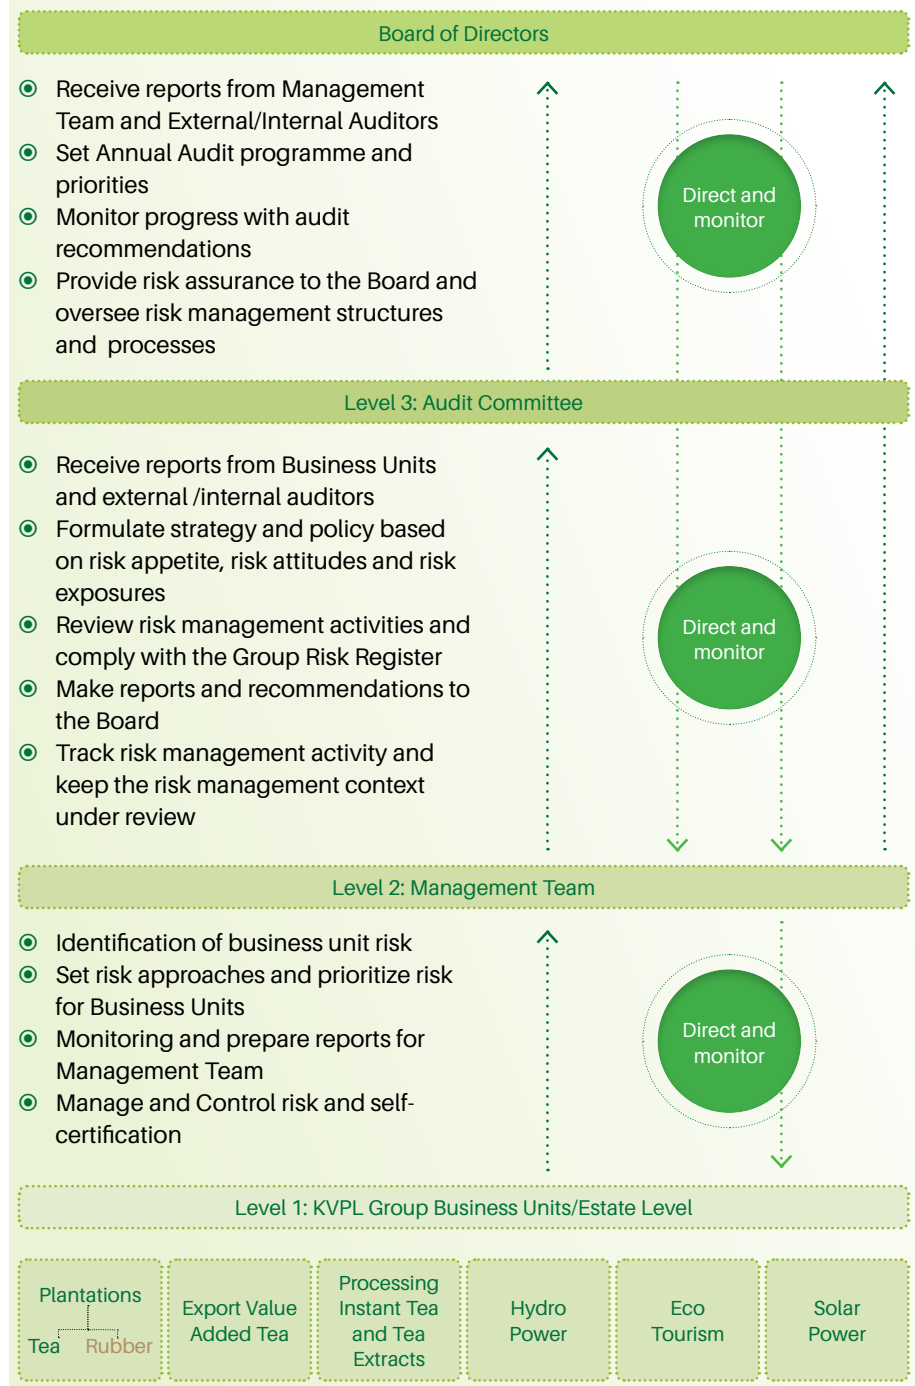 Board of Directors
Receive reports from Management
Team and External/Internal Auditors
Set Annual Audit programme and
priorities
Monitor progress with audit
recommendations
Provide risk assurance to the Board and
oversee risk management structures
and processes
Direct and
monitor
Level 3: Audit Committee
Receive reports from Business Units
and external /internal auditors
Formulate strategy and policy based
on risk appetite, risk attitudes and risk
exposures
Review risk management activities and
comply with the Group Risk Register
Make reports and recommendations to
the Board
Track risk management activity and
keep the risk management context
under review
Direct and
monitor
Level 2: Management Team
Identification of business unit risk
Set risk approaches and prioritize risk
for Business Units
Monitoring and prepare reports for
Management Team
Manage and Control risk and self-
certification
Direct and
monitor
Level 1: KVPL Group Business Units/Estate Level
Plantations
Tea Rubber
Export Value
Added Tea
Processing
Instant Tea
and Tea
Extracts
Hydro
Power
Eco
Tourism
Solar
Power